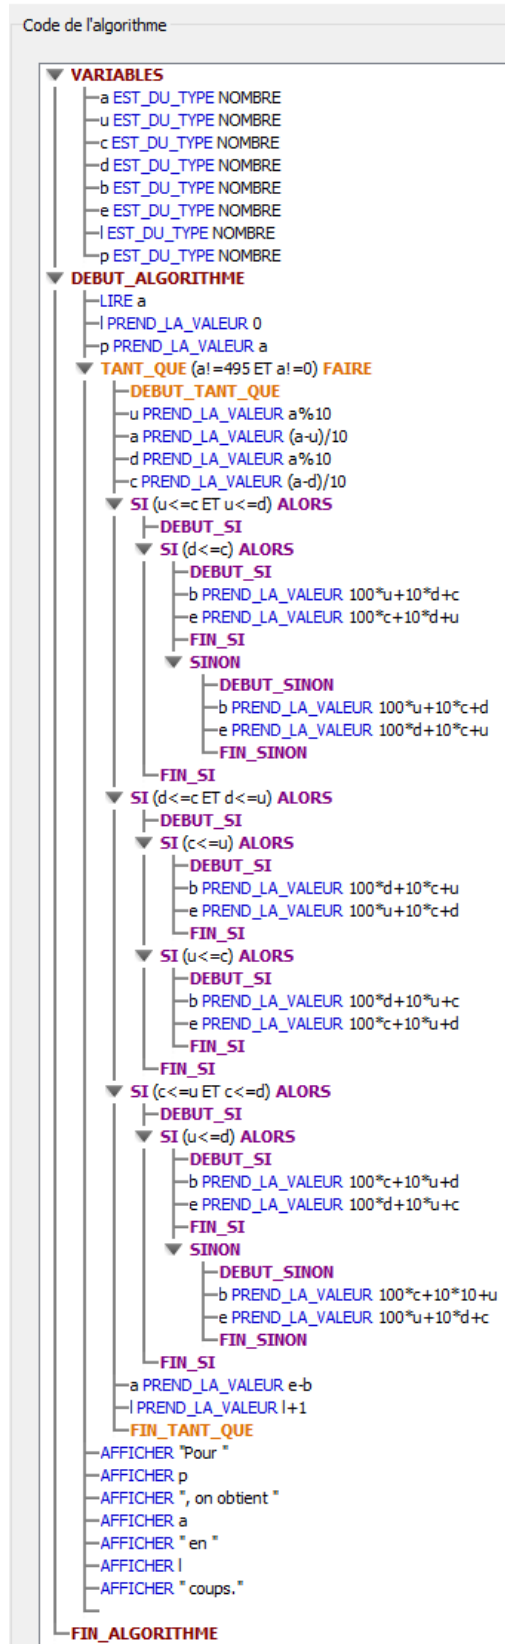 Code de l'algorithme
VARIABLES
a EST_DU_TYPE NOMBRE
u EST_DU_TYPE NOMBRE
c EST_DU_TYPE NOMBRE
d EST_DU_TYPE NOMBRE
b EST_DU_TYPE NOMBRE
e EST_DU_TYPE NOMBRE
l EST_DU_TYPE NOMBRE
p EST_DU_TYPE NOMBRE
DEBUT_ALGORITHME
LIRE a
l PREND_LA_VALEUR 0
p PREND_LA_VALEUR a
TANT_QUE (a!=495 ET a!=0) FAIRE
DEBUT_TANT_QUE
u PREND_LA_VALEUR a%10
a PREND_LA_VALEUR (a-u)/10
d PREND_LA_VALEUR a%10
c PREND_LA_VALEUR (a-d)/10
SI (u<=c ET u<=d) ALORS
DEBUT_SI
SI (d<=c) ALORS
DEBUT_SI
b PREND_LA_VALEUR 100*u+10*d+c
e PREND_LA_VALEUR 100*c+10*d+u
FIN_SI
SINON
DEBUT_SINON
b PREND_LA_VALEUR 100*u+10*c+d
e PREND_LA_VALEUR 100*d+10*c+u
FIN_SINON
FIN_SI
SI (d<=c ET d<=u) ALORS
DEBUT_SI
SI (c<=u) ALORS
DEBUT_SI
b PREND_LA_VALEUR 100*d+10*c+u
e PREND_LA_VALEUR 100*u+10*c+d
FIN_SI
SI (u<=c) ALORS
DEBUT_SI
b PREND_LA_VALEUR 100*d+10*u+c
e PREND_LA_VALEUR 100*c+10*u+d
FIN_SI
FIN_SI
SI (c<=u ET c<=d) ALORS
DEBUT_SI
SI (u<=d) ALORS
DEBUT_SI
b PREND_LA_VALEUR 100*c+10*u+d
e PREND_LA_VALEUR 100*d+10*u+c
FIN_SI
SINON
DEBUT_SINON
b PREND_LA_VALEUR 100*c+10*10+u
e PREND_LA_VALEUR 100*u+10*d+c
FIN_SINON
FIN_SI
a PREND_LA_VALEUR e-b
l PREND_LA_VALEUR l+1
FIN_TANT_QUE
AFFICHER "Pour "
AFFICHER p
AFFICHER ", on obtient "
AFFICHER a
AFFICHER " en "
AFFICHER l
AFFICHER " coups."
FIN_ALGORITHME